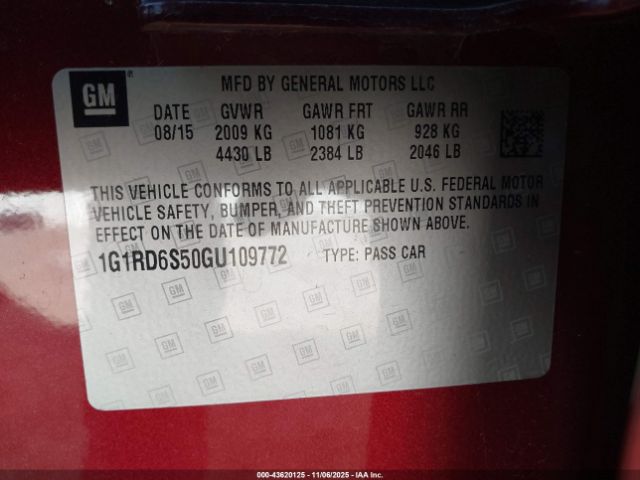 GM
MFD BY GENERAL MOTORS LLC
DATE GVWR GAWR FRT GAWR RR
08/15 2009 KG 1081 KG 928 KG
4430 LB 2384 LB 2046 LB
THIS VEHICLE CONFORMS TO ALL APPLICABLE U.S. FEDERAL MOTOR
VEHICLE SAFETY, BUMPER, AND THEFT PREVENTION STANDARDS IN
EFFECT ON THE DATE OF MANUFACTURE SHOWN ABOVE.
1G1RD6S50GU109772 TYPE: PASS CAR
000-43620125 - 11/06/2025 - IAA Inc.